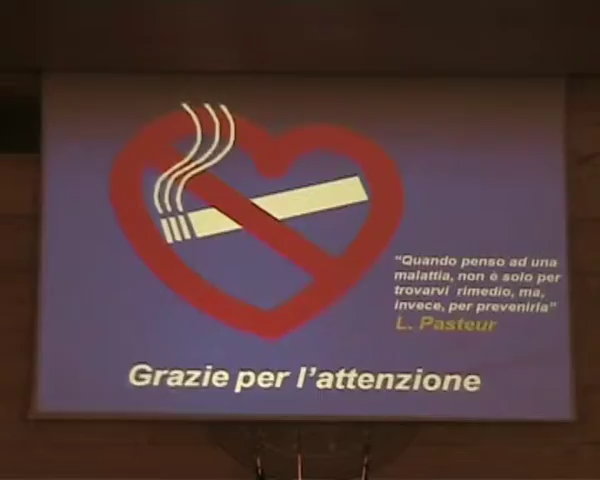 “Quando penso ad una
malattia, non è solo per
trovarvi rimedio, ma,
invece, per prevenirla”
L. Pasteur
Grazie per l’attenzione